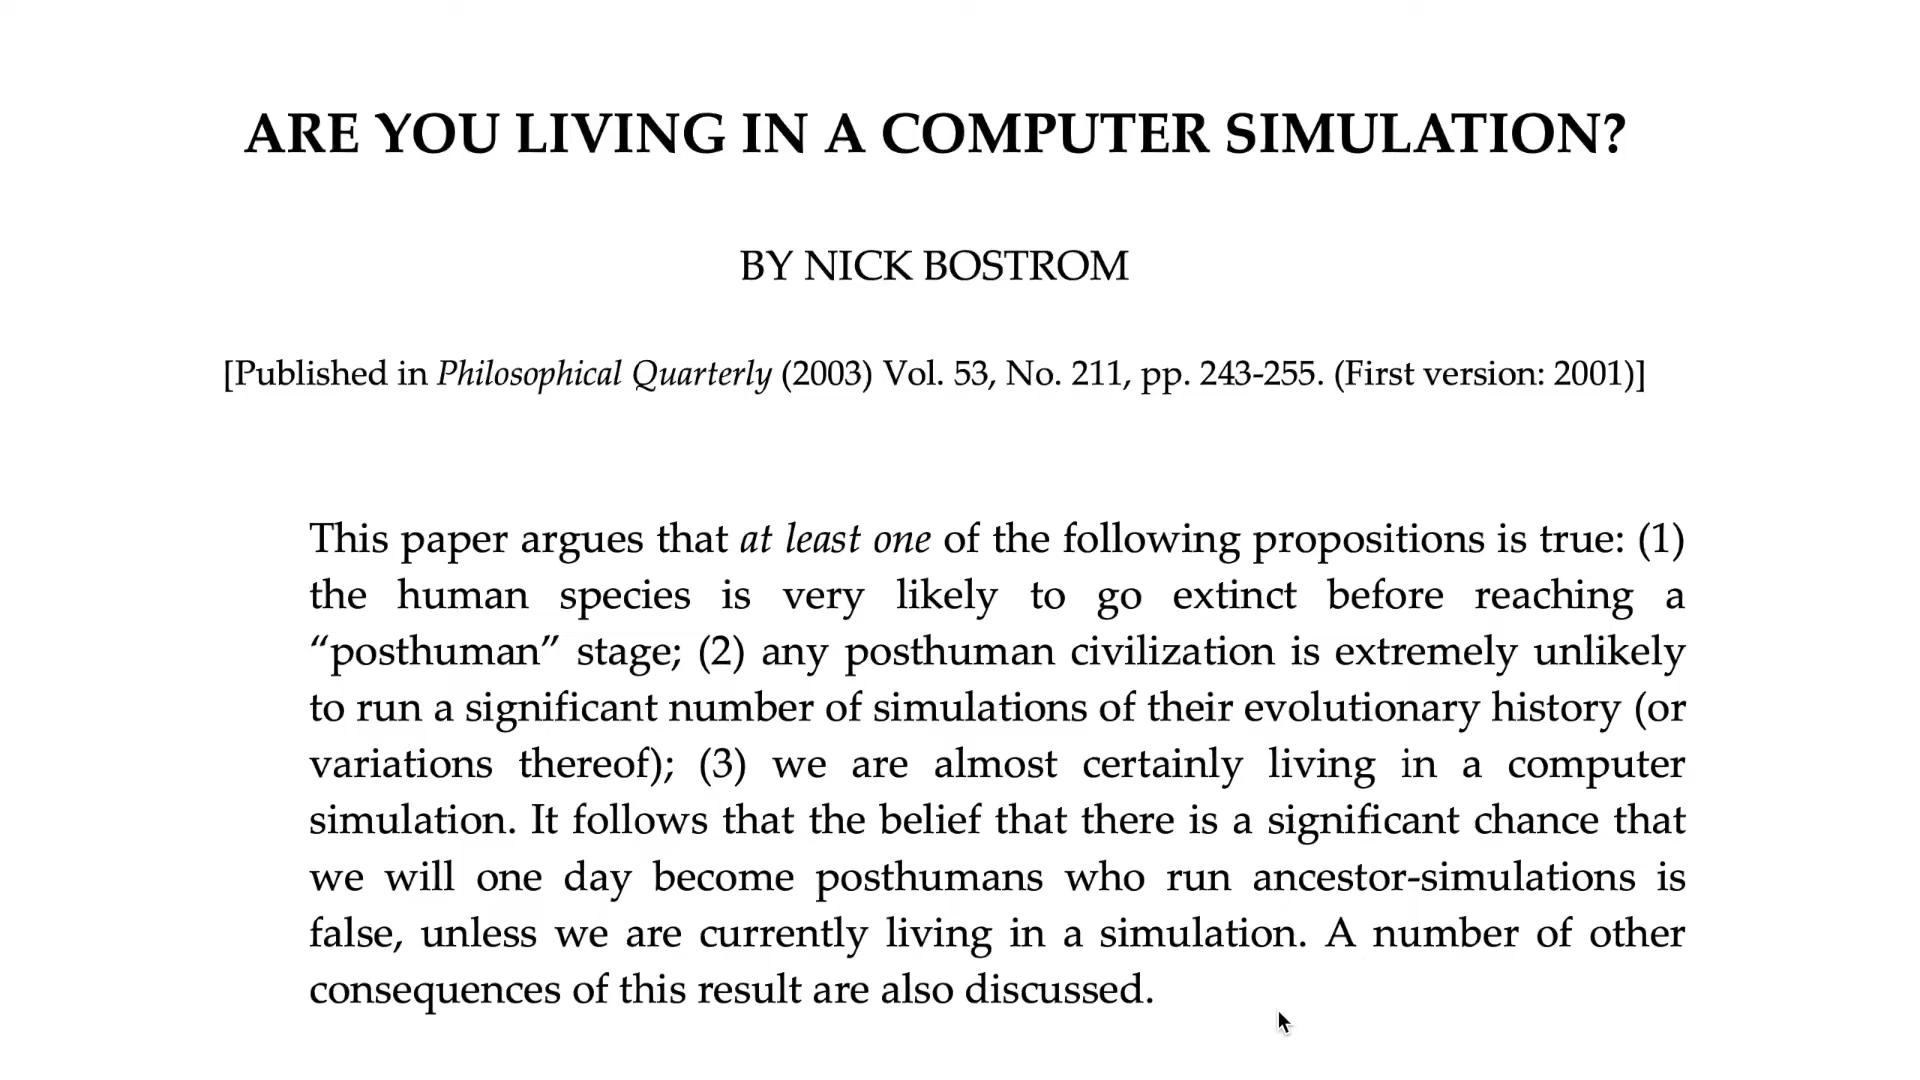 ARE YOU LIVING IN A COMPUTER SIMULATION?
BY NICK BOSTROM
[Published in Philosophical Quarterly (2003) Vol. 53, No. 211, pp. 243-255. (First version: 2001)]
This paper argues that at least one of the following propositions is true: (1)
the human species is very likely to go extinct before reaching a
“posthuman” stage; (2) any posthuman civilization is extremely unlikely
to run a significant number of simulations of their evolutionary history (or
variations thereof); (3) we are almost certainly living in a computer
simulation. It follows that the belief that there is a significant chance that
we will one day become posthumans who run ancestor-simulations is
false, unless we are currently living in a simulation. A number of other
consequences of this result are also discussed.